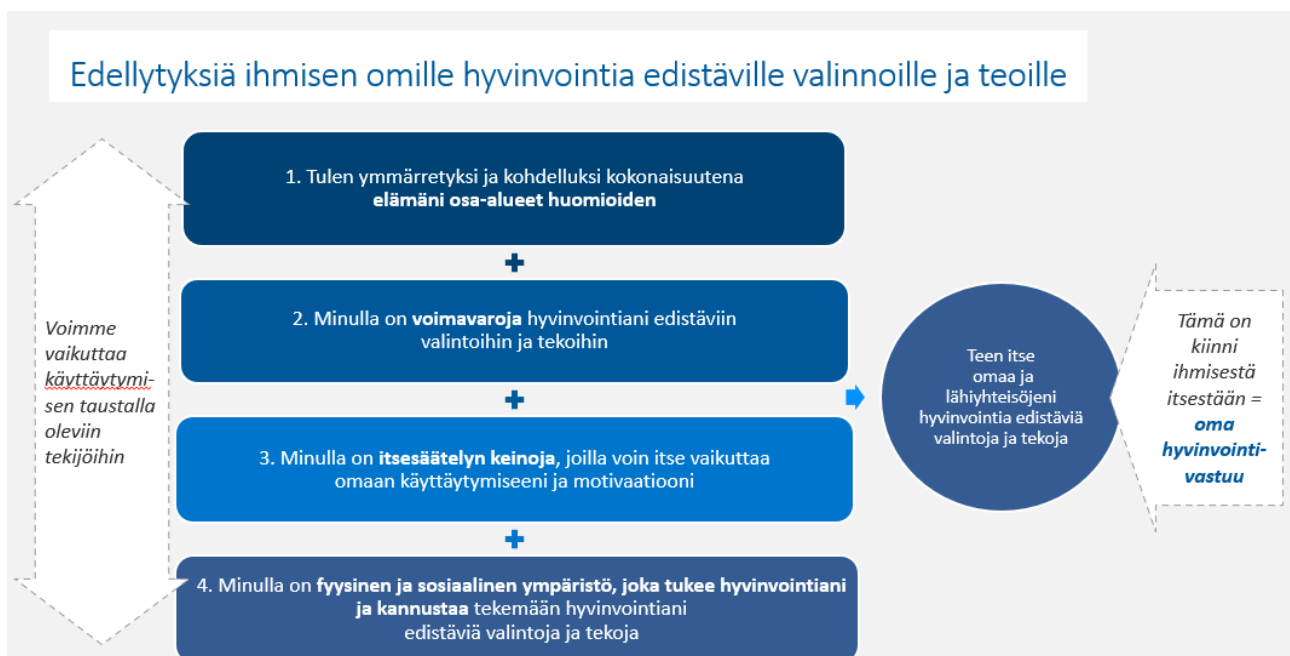 Edellytyksiä ihmisen omille hyvinvointia edistäville valinnoille ja teoille
Voimme
vaikuttaa
käyttäytymi-
sen taustalla
oleviin
tekijöihin
1. Tulen ymmärretyksi ja kohdelluksi kokonaisuutena
elämäni osa-alueet huomioiden
+
2. Minulla on voimavaroja hyvinvointiani edistäviin
valintoihin ja tekoihin
+
3. Minulla on itsesäätelyn keinoja, joilla voin itse vaikuttaa
omaan käyttäytymiseeni ja motivaatiooni
+
4. Minulla on fyysinen ja sosiaalinen ympäristö, joka tukee hyvinvointiani
ja kannustaa tekemään hyvinvointiani
edistäviä valintoja ja tekoja
Teen itse
omaa ja
lähiyhteisöjeni
hyvinvointia edistäviä
valintoja ja tekoja
Tämä on
kiinni
ihmisestä
itsestään =
oma
hyvinvointi-
vastuu